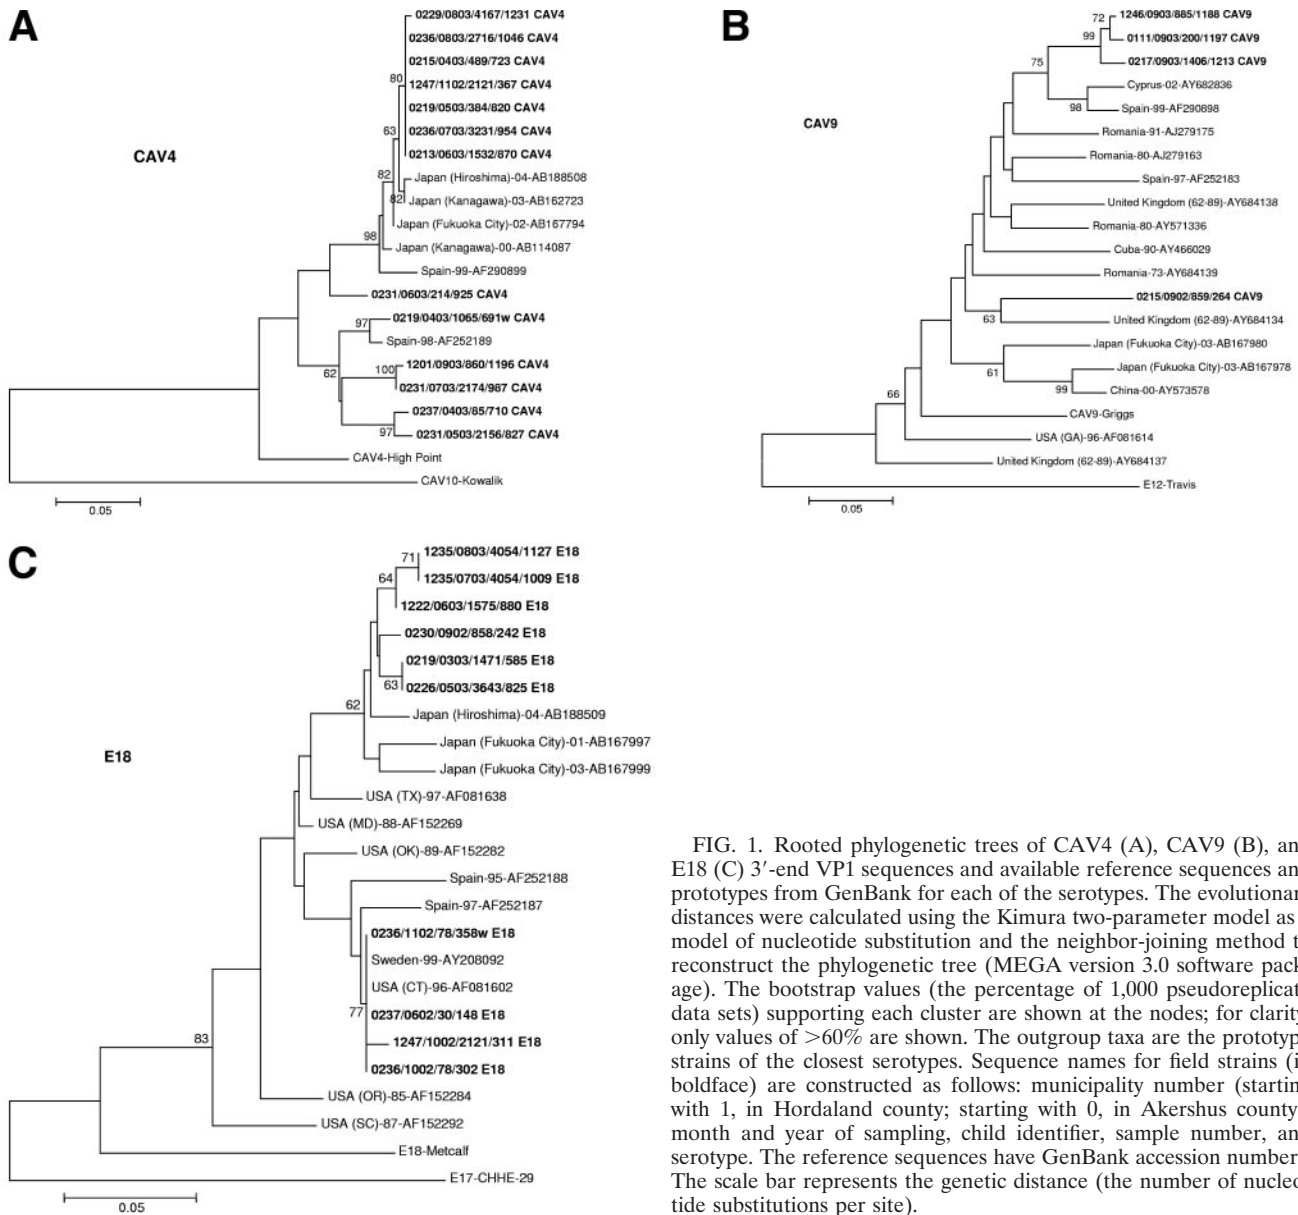 A
CAV4
0229/0803/4167/1231 CAV4
0236/0803/2716/1046 CAV4
0215/0403/489/723 CAV4
1247/1102/2121/367 CAV4
0219/0503/384/820 CAV4
0236/0703/3231/954 CAV4
0213/0603/1532/870 CAV4
Japan (Hiroshima)-04-AB188508
Japan (Kanagawa)-03-AB162723
Japan (Fukuoka City)-02-AB167794
Japan (Kanagawa)-00-AB114087
Spain-99-AF290899
0231/0603/214/925 CAV4
0219/0403/1065/691w CAV4
Spain-98-AF252189
1201/0903/860/1196 CAV4
0231/0703/2174/987 CAV4
0237/0403/85/710 CAV4
0231/0503/2156/827 CAV4
CAV4-High Point
CAV10-Kowalik
80
63
82
82
98
97
62
100
97
0.05
B
CAV9
1246/0903/885/1188 CAV9
0111/0903/200/1197 CAV9
0217/0903/1406/1213 CAV9
Cyprus-02-AY682836
Spain-99-AF290898
Romania-91-AJ279175
Romania-80-AJ279163
Spain-97-AF252183
United Kingdom (62-89)-AY684138
Romania-80-AY571336
Cuba-90-AY466029
Romania-73-AY684139
0215/0902/859/264 CAV9
United Kingdom (62-89)-AY684134
Japan (Fukuoka City)-03-AB167980
Japan (Fukuoka City)-03-AB167978
China-00-AY573578
CAV9-Griggs
USA (GA)-96-AF081614
United Kingdom (62-89)-AY684137
E12-Travis
72
99
75
98
63
61
99
66
0.05
C
E18
1235/0803/4054/1127 E18
1235/0703/4054/1009 E18
1222/0603/1575/880 E18
0230/0902/858/242 E18
0219/0303/1471/585 E18
0226/0503/3643/825 E18
Japan (Hiroshima)-04-AB188509
Japan (Fukuoka City)-01-AB167997
Japan (Fukuoka City)-03-AB167999
USA (TX)-97-AF081638
USA (MD)-88-AF152269
USA (OK)-89-AF152282
Spain-95-AF252188
Spain-97-AF252187
0236/1102/78/358w E18
Sweden-99-AY208092
USA (CT)-96-AF081602
0237/0602/30/148 E18
1247/1002/2121/311 E18
0236/1002/78/302 E18
USA (OR)-85-AF152284
USA (SC)-87-AF152292
E18-Metcalf
E17-CHHE-29
71
64
63
62
77
83
0.05
FIG. 1. Rooted phylogenetic trees of CAV4 (A), CAV9 (B), an
E18 (C) 3′-end VP1 sequences and available reference sequences an
prototypes from GenBank for each of the serotypes. The evolutionar
distances were calculated using the Kimura two-parameter model as
model of nucleotide substitution and the neighbor-joining method t
reconstruct the phylogenetic tree (MEGA version 3.0 software pack
age). The bootstrap values (the percentage of 1,000 pseudoreplicat
data sets) supporting each cluster are shown at the nodes; for clarity
only values of >60% are shown. The outgroup taxa are the prototyp
strains of the closest serotypes. Sequence names for field strains (i
boldface) are constructed as follows: municipality number (startin
with 1, in Hordaland county; starting with 0, in Akershus county
month and year of sampling, child identifier, sample number, an
serotype. The reference sequences have GenBank accession number
The scale bar represents the genetic distance (the number of nucleo
tide substitutions per site).